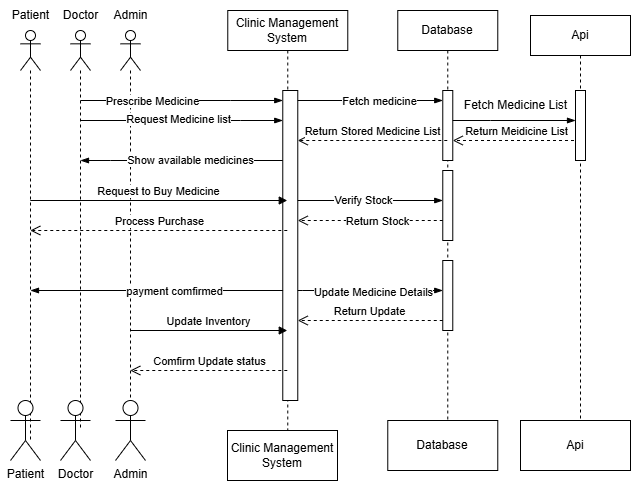 Patient
Doctor
Admin
Clinic Management
System
Database
Api
Prescribe Medicine
Fetch medicine
Fetch Medicine List
Request Medicine list
Return Stored Medicine List
Return Meidicine List
Show available medicines
Request to Buy Medicine
Verify Stock
Process Purchase
Return Stock
payment comfirmed
Update Medicine Details
Return Update
Update Inventory
Comfirm Update status
Patient
Doctor
Admin
Clinic Management
System
Database
Api